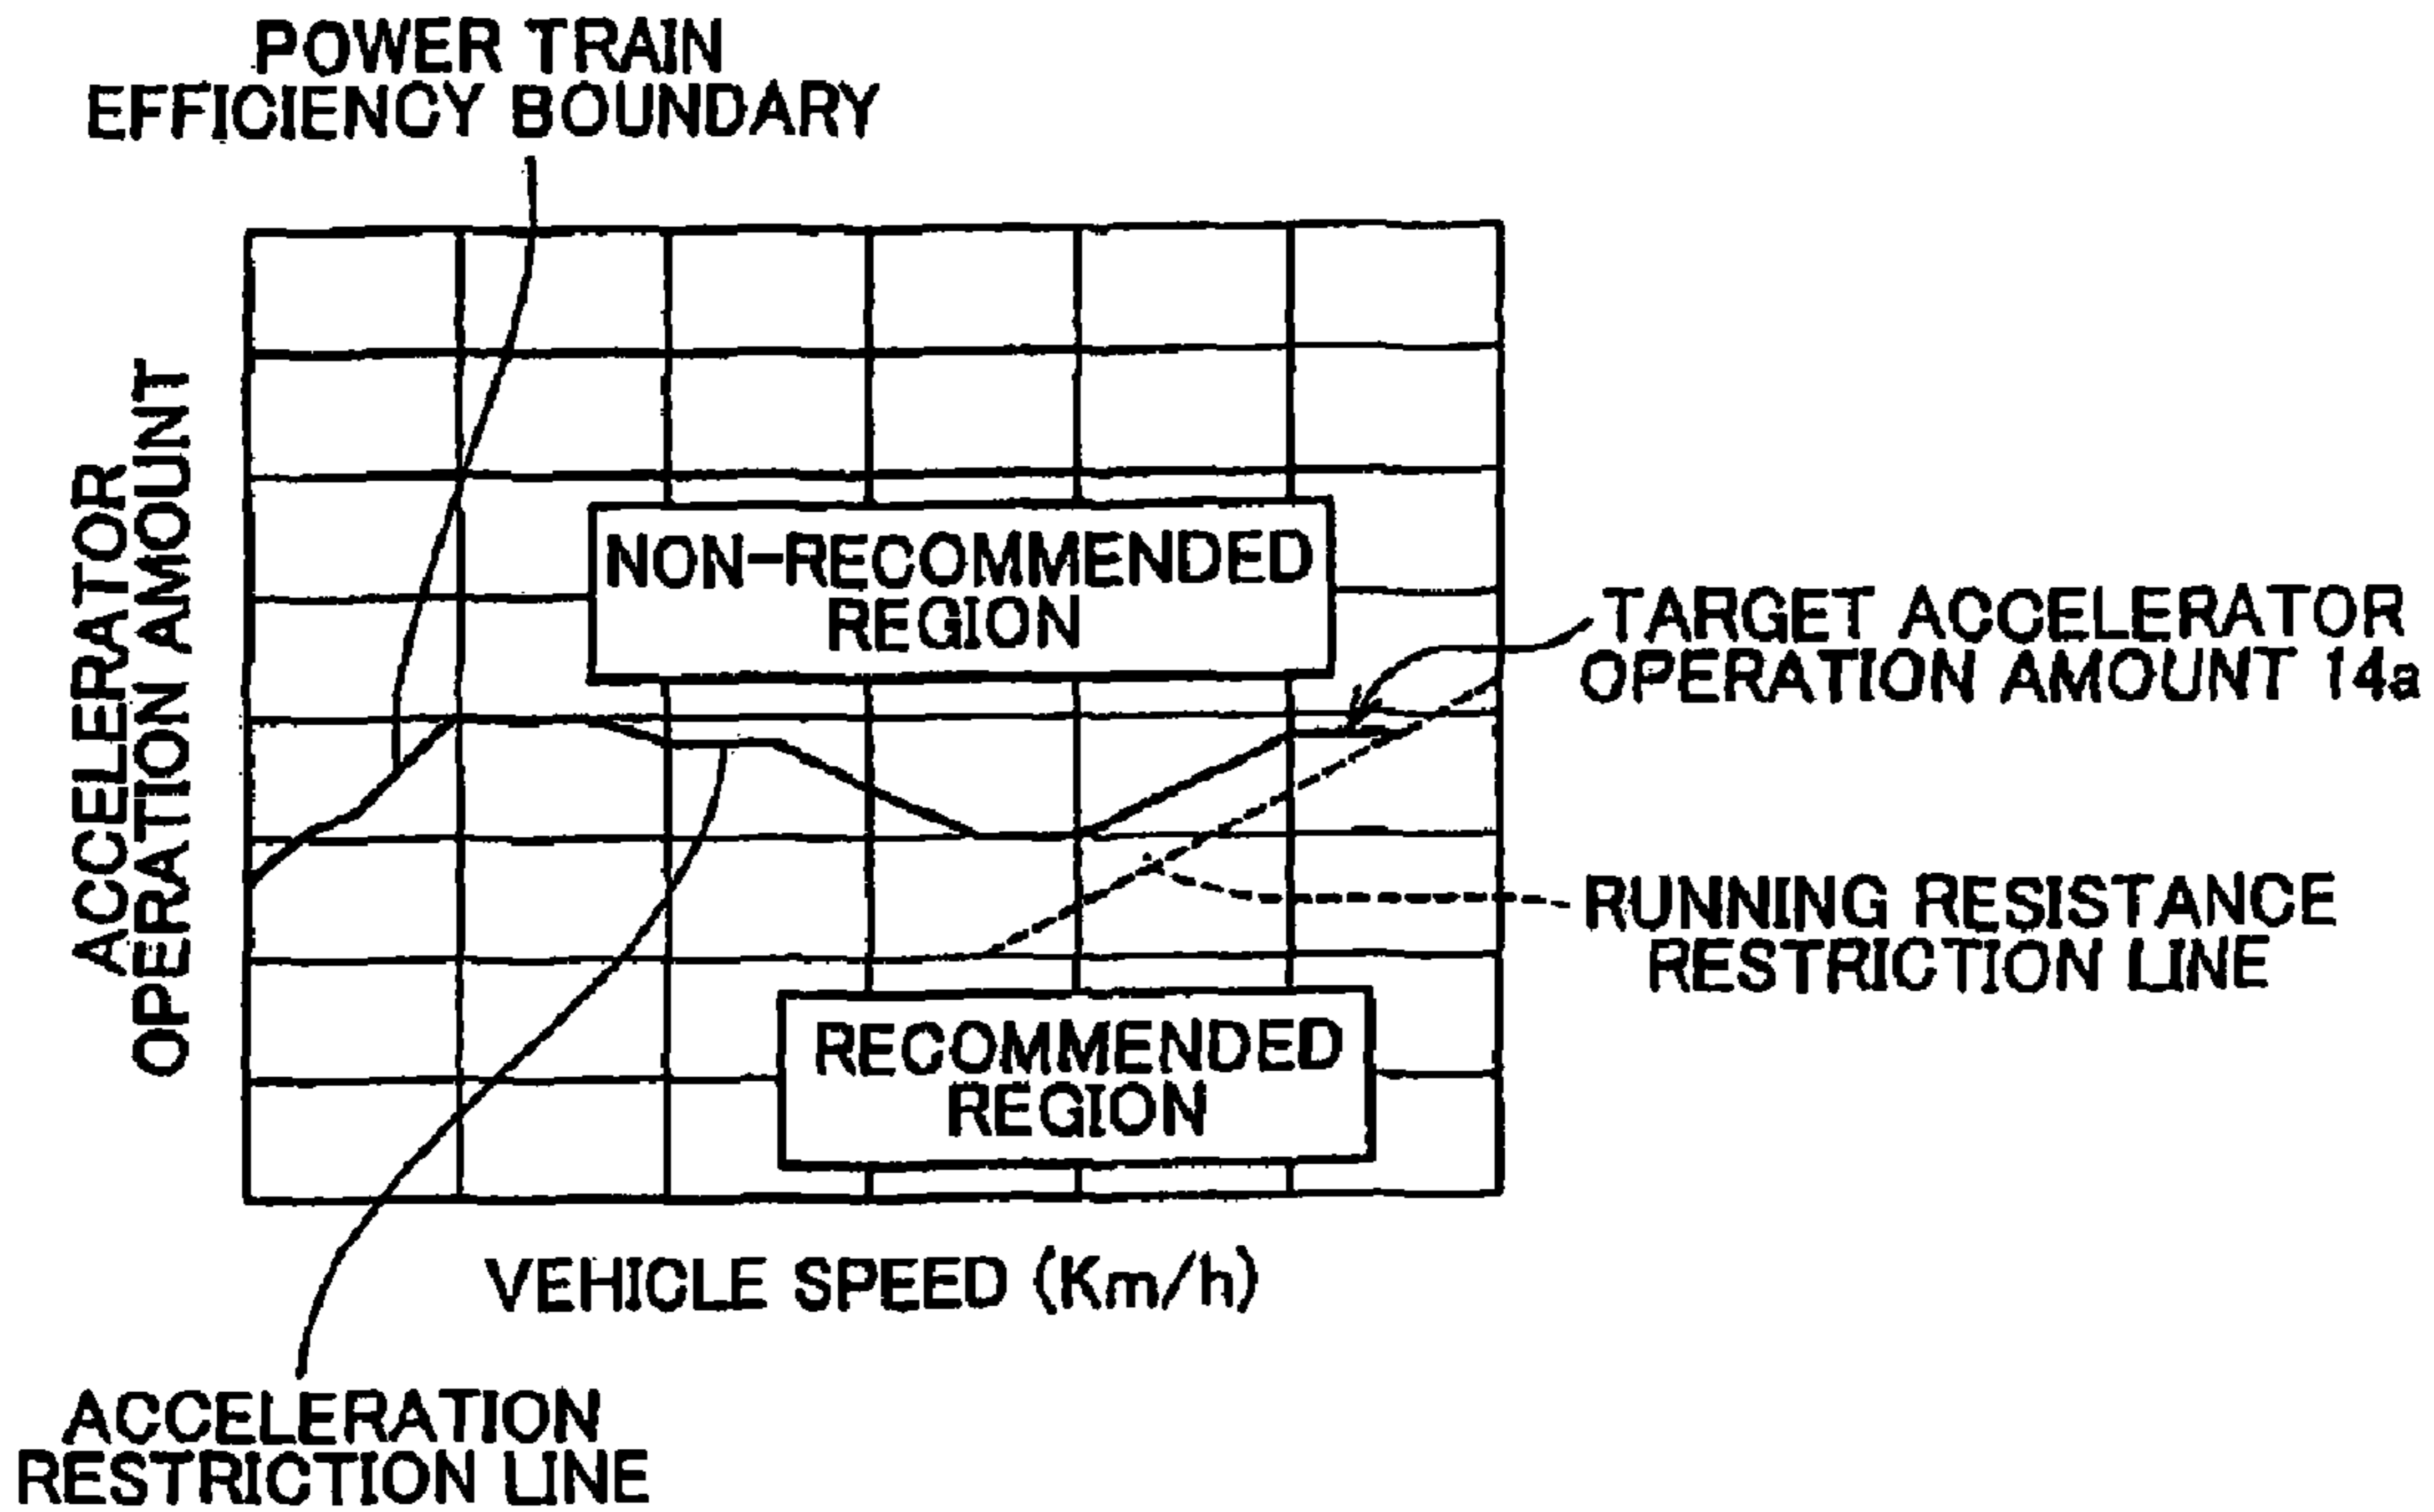 POWER TRAIN
EFFICIENCY BOUNDARY
ACCELERATOR
OPERATION AMOUNT
NON-RECOMMENDED
REGION
TARGET ACCELERATOR
OPERATION AMOUNT 14a
RUNNING RESISTANCE
RESTRICTION LINE
RECOMMENDED
REGION
VEHICLE SPEED (Km/h)
ACCELERATION
RESTRICTION LINE